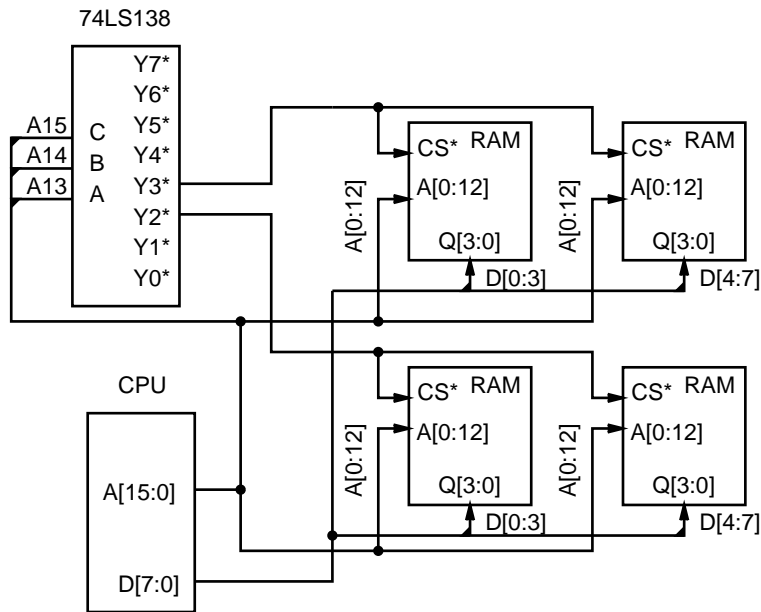 74LS138
Y7*
Y6*
A15 C Y5*
A14 B Y4*
A13 A Y3*
Y2*
Y1*
Y0*
CS* RAM
A[0:12]
A[0:12]
Q[3:0]
D[0:3]
CS* RAM
A[0:12]
A[0:12]
Q[3:0]
D[4:7]
CPU
A[15:0]
D[7:0]
CS* RAM
A[0:12]
A[0:12]
Q[3:0]
D[0:3]
CS* RAM
A[0:12]
A[0:12]
Q[3:0]
D[4:7]